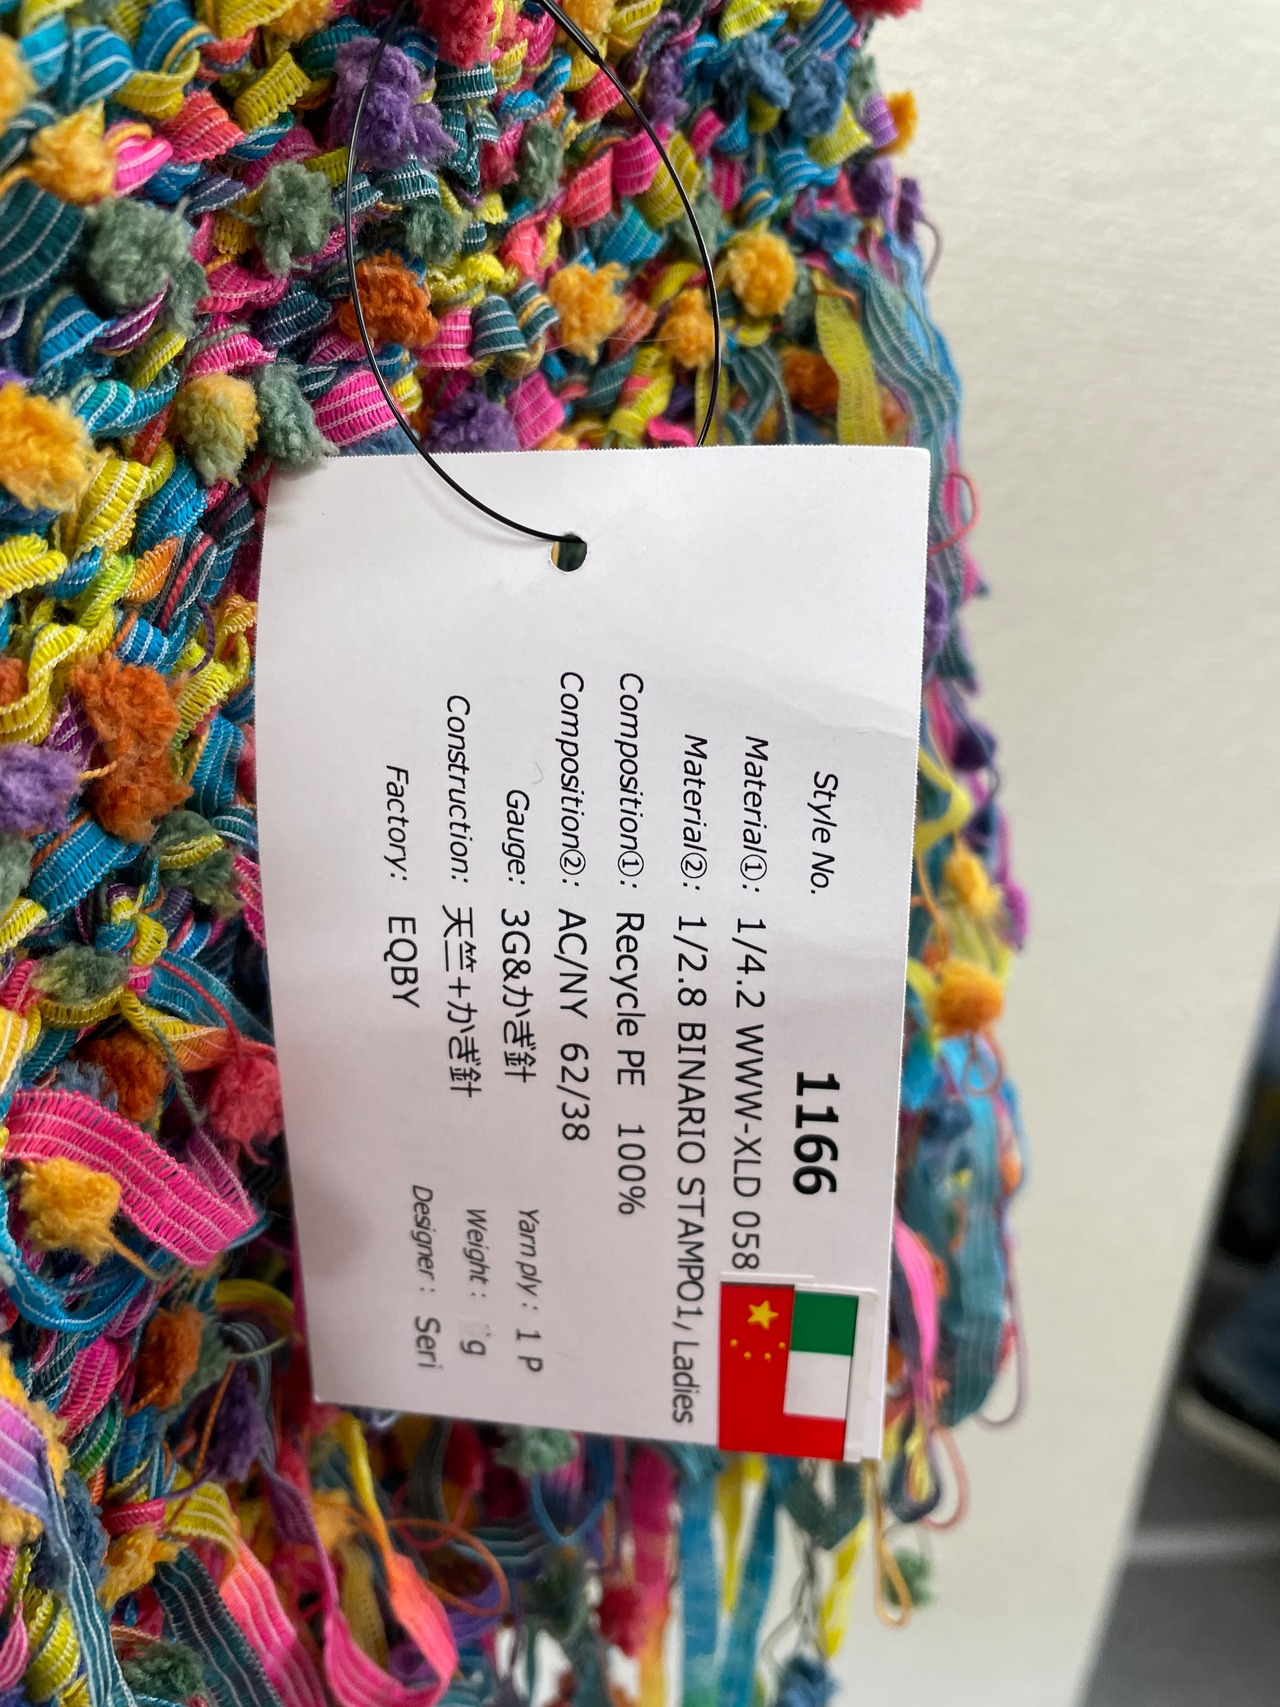 Style No. 1166
Material①: 1/4.2 WWW-XLD 058
Material②: 1/2.8 BINARIO STAMPO1, Ladies
Composition①: Recycle PE 100%
Composition②: AC/NY 62/38
Gauge: 3G&かぎ針 Yarn ply: 1 P
Construction: 天竺+かぎ針 Weight: g
Factory: EQBY Designer: Seri